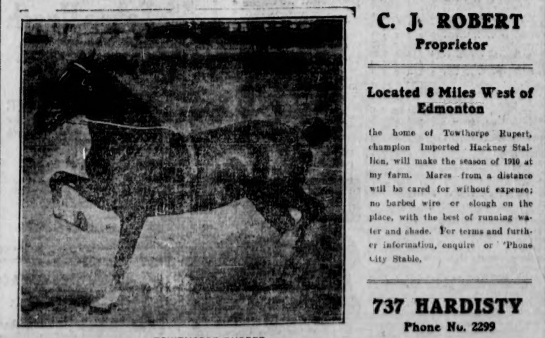 C. J. ROBERT
Proprietor
Located 8 Miles West of
Edmonton
the home of Towthorpe Rupert,
champion Imported Hackney Stal-
lion, will make the season of 1910 at
my farm. Mares from a distance
will be cared for without expense;
no barbed wire or slough on the
place, with the best of running wa-
ter and shade. For terms and furth-
er information, enquire or 'Phone
City Stable,
737 HARDISTY
Phone No. 2299